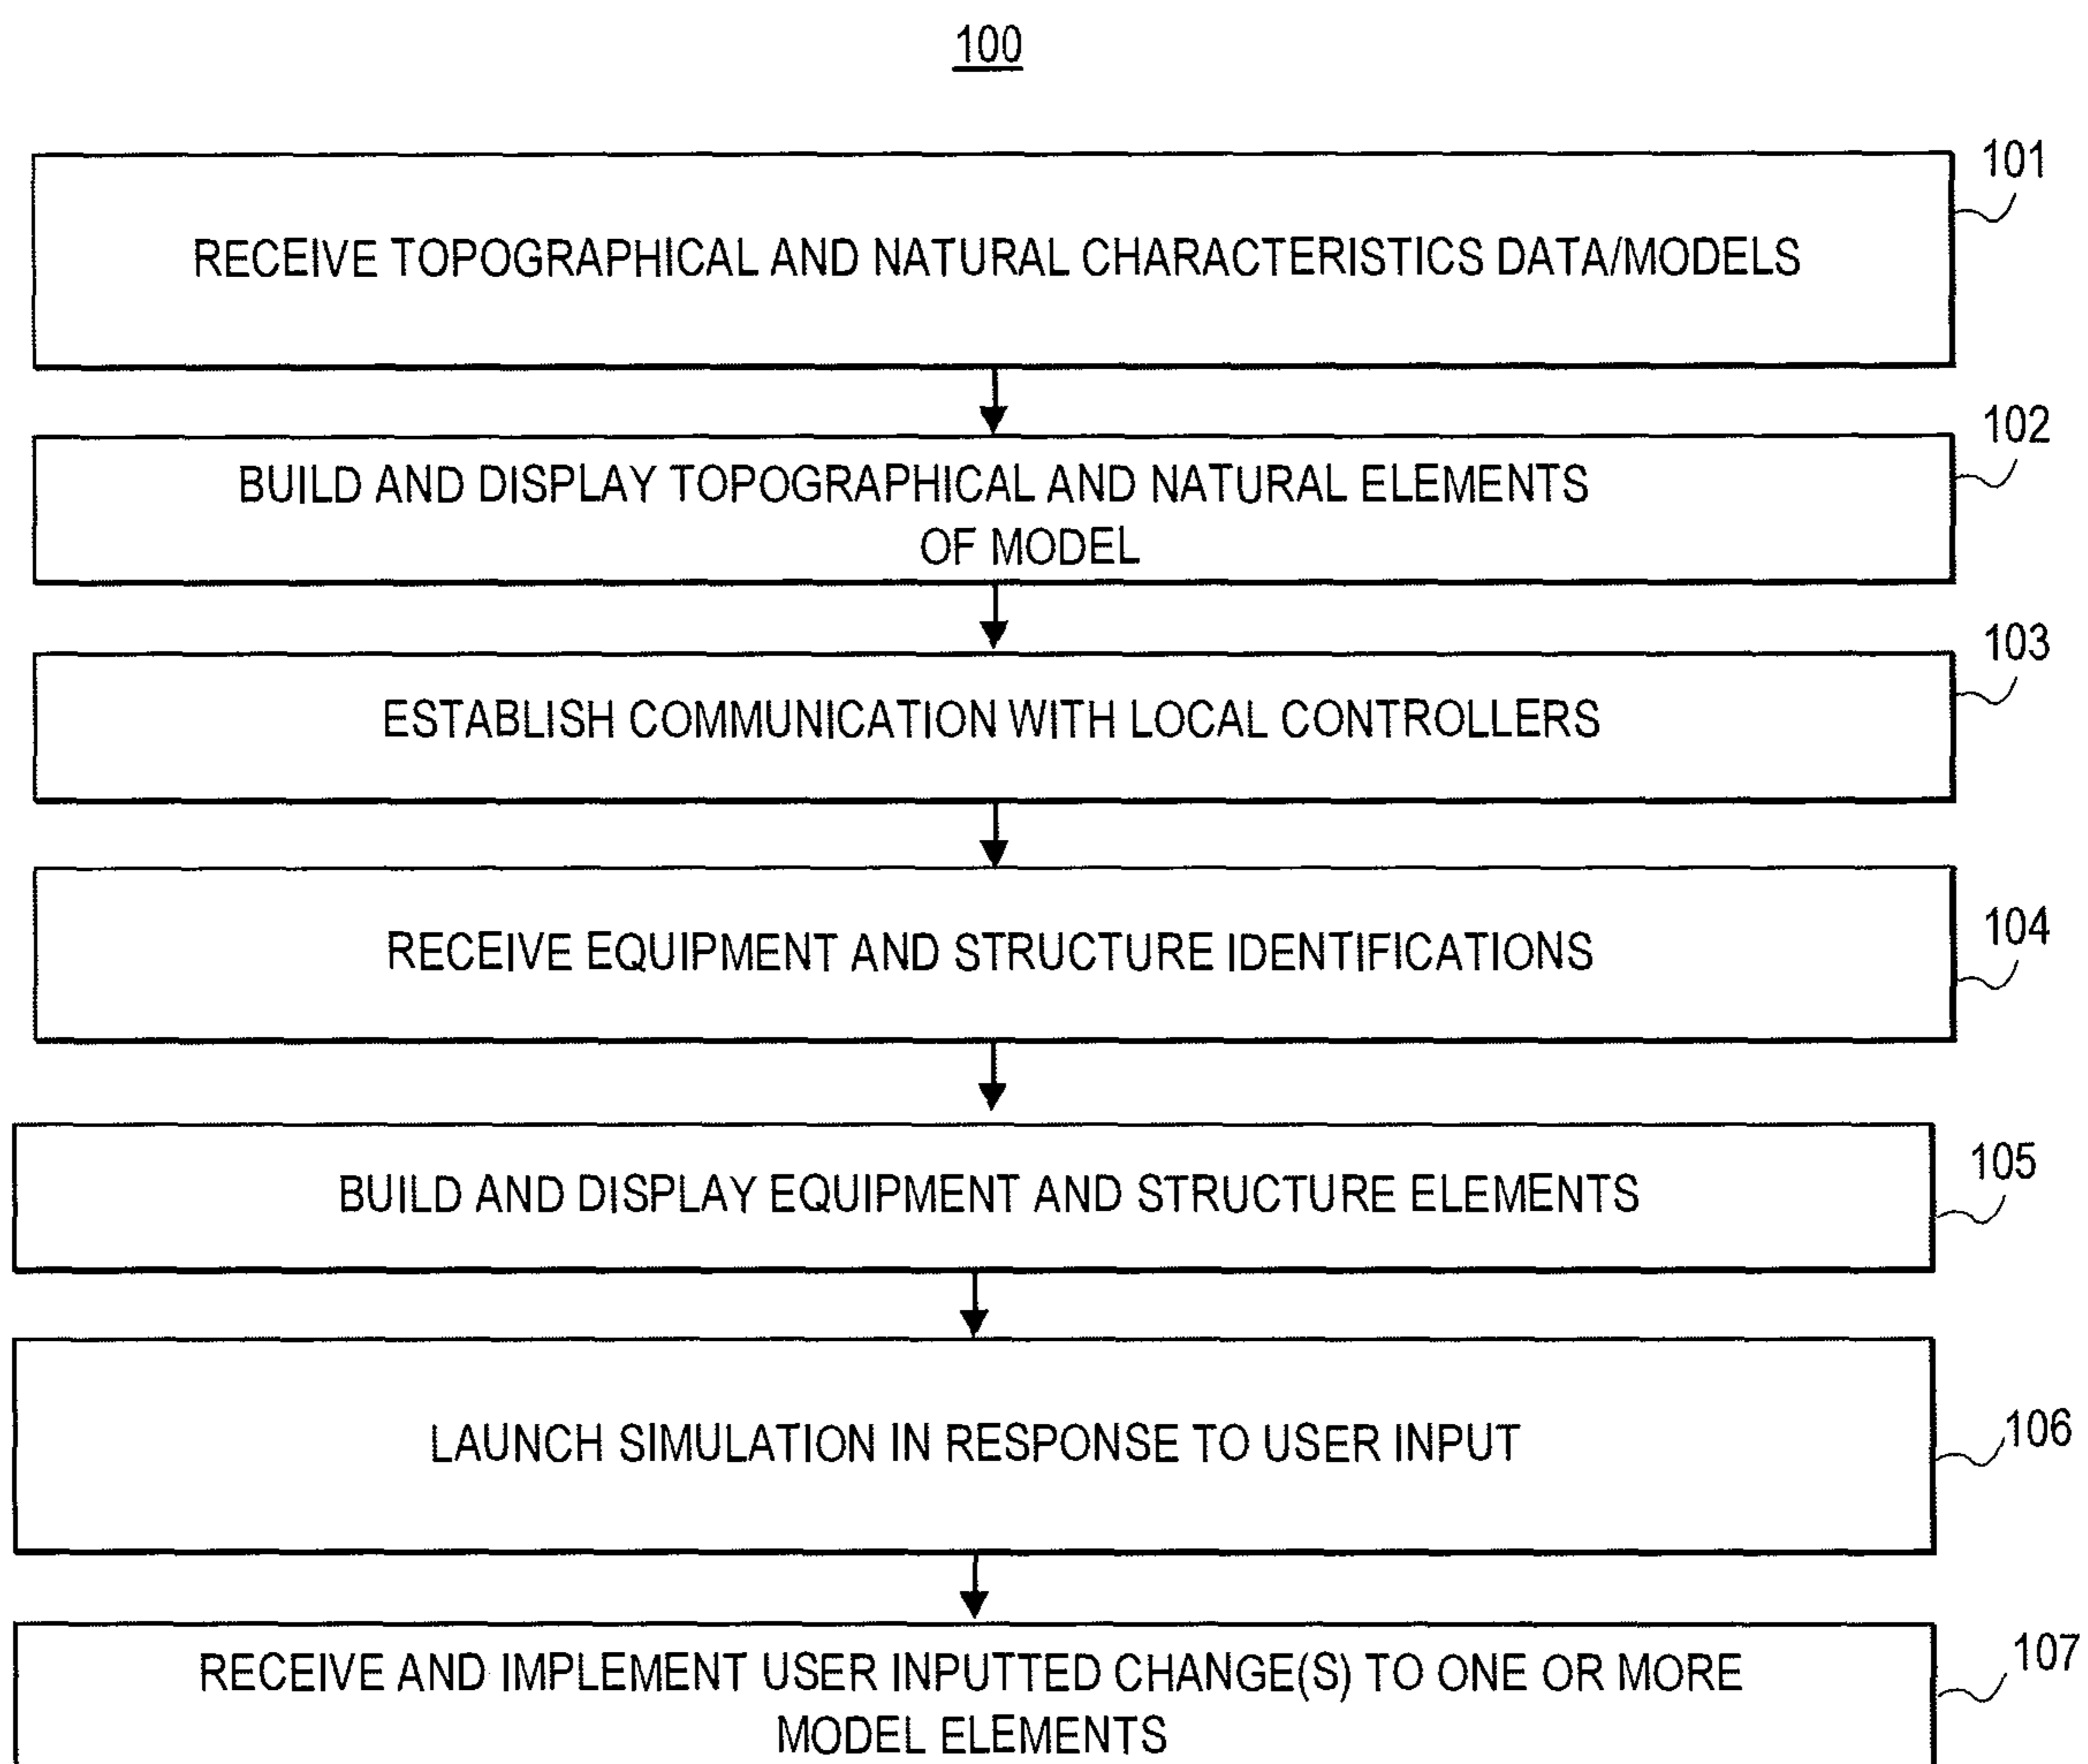 100
101
RECEIVE TOPOGRAPHICAL AND NATURAL CHARACTERISTICS DATA/MODELS
102
BUILD AND DISPLAY TOPOGRAPHICAL AND NATURAL ELEMENTS
OF MODEL
103
ESTABLISH COMMUNICATION WITH LOCAL CONTROLLERS
104
RECEIVE EQUIPMENT AND STRUCTURE IDENTIFICATIONS
105
BUILD AND DISPLAY EQUIPMENT AND STRUCTURE ELEMENTS
106
LAUNCH SIMULATION IN RESPONSE TO USER INPUT
107
RECEIVE AND IMPLEMENT USER INPUTTED CHANGE(S) TO ONE OR MORE
MODEL ELEMENTS